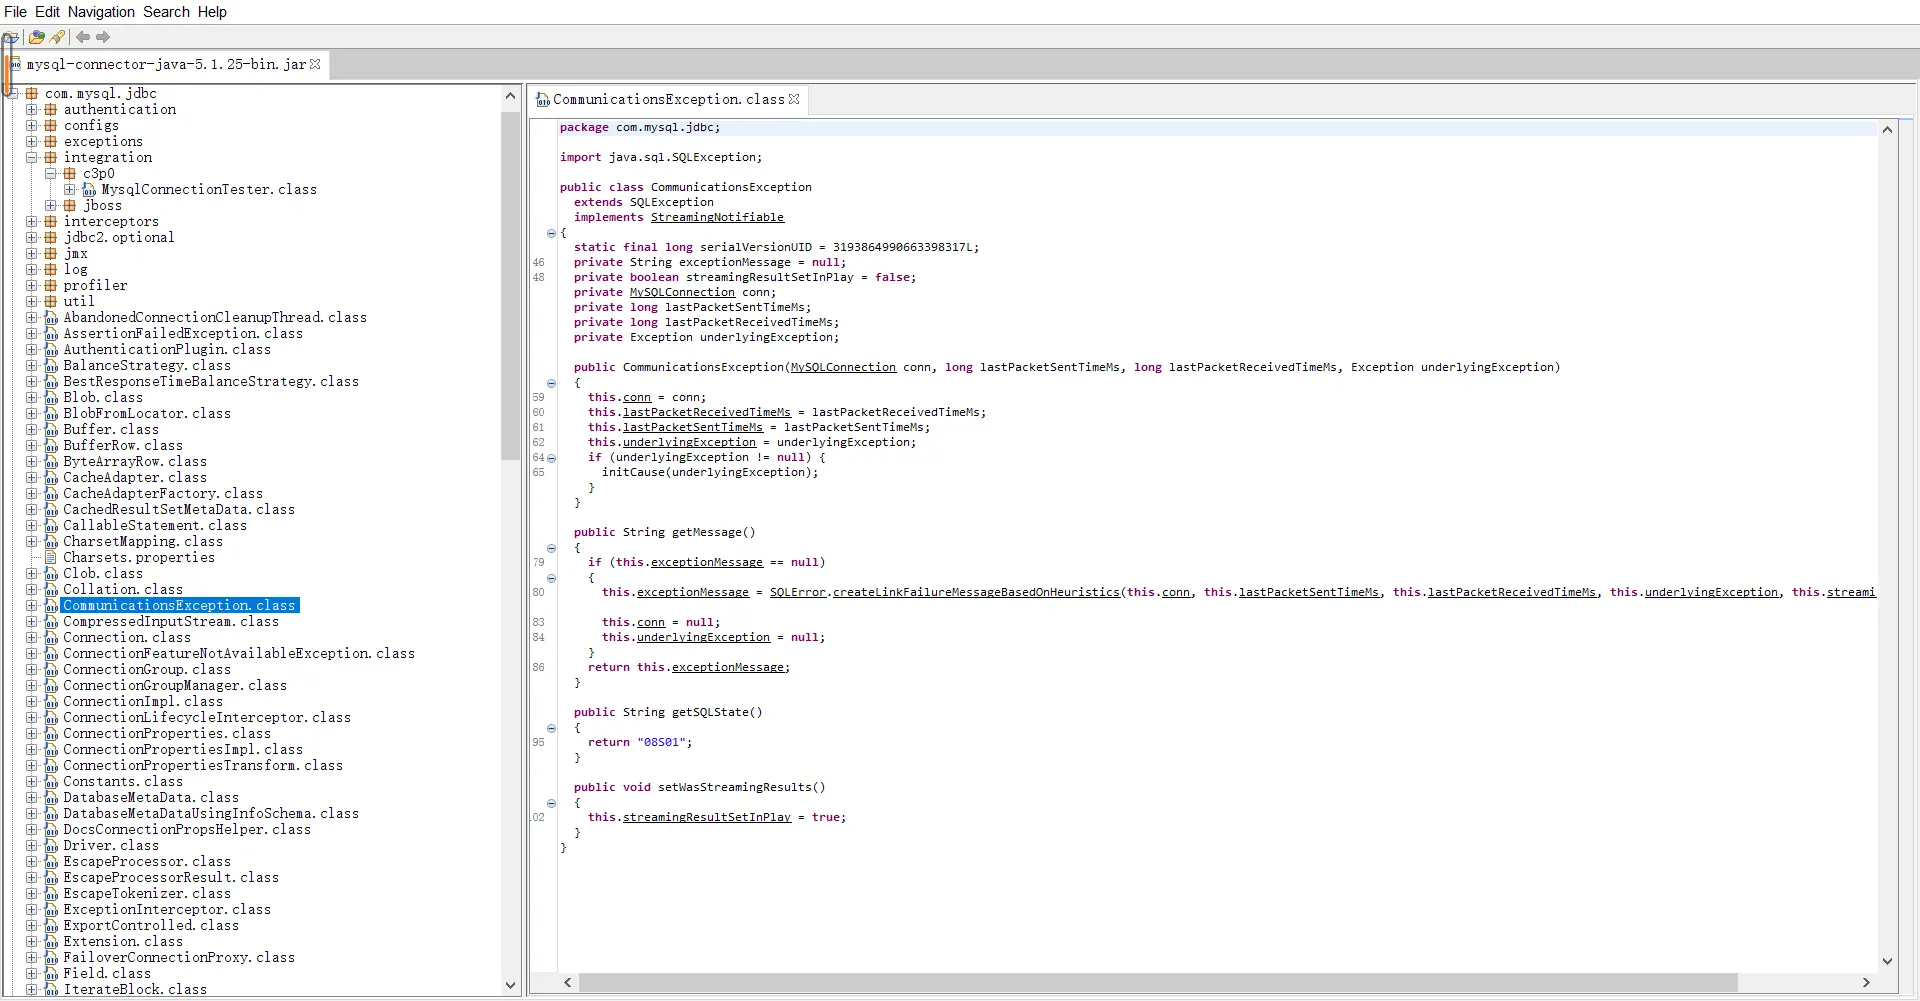 File Edit Navigation Search Help
mysql-connector-java-5.1.25-bin.jar
com.mysql.jdbc
authentication
configs
exceptions
integration
c3p0
MysqlConnectionTester.class
jboss
interceptors
jdbc2.optional
jmx
log
profiler
util
AbandonedConnectionCleanupThread.class
AssertionFailedException.class
AuthenticationPlugin.class
BalanceStrategy.class
BestResponseTimeBalanceStrategy.class
Blob.class
BlobFromLocator.class
Buffer.class
BufferRow.class
ByteArrayRow.class
CacheAdapter.class
CacheAdapterFactory.class
CachedResultSetMetaData.class
CallableStatement.class
CharsetMapping.class
Charsets.properties
Clob.class
Collation.class
CommunicationsException.class
CompressedInputStream.class
Connection.class
ConnectionFeatureNotAvailableException.class
ConnectionGroup.class
ConnectionGroupManager.class
ConnectionImpl.class
ConnectionLifecycleInterceptor.class
ConnectionProperties.class
ConnectionPropertiesImpl.class
ConnectionPropertiesTransform.class
Constants.class
DatabaseMetaData.class
DatabaseMetaDataUsingInfoSchema.class
DocsConnectionPropsHelper.class
Driver.class
EscapeProcessor.class
EscapeProcessorResult.class
EscapeTokenizer.class
ExceptionInterceptor.class
ExportControlled.class
Extension.class
FailoverConnectionProxy.class
Field.class
IterateBlock.class
CommunicationsException.class
package com.mysql.jdbc;
import java.sql.SQLException;
public class CommunicationsException
extends SQLException
implements StreamingNotifiable
{
static final long serialVersionUID = 3193864990663398317L;
46 private String exceptionMessage = null;
48 private boolean streamingResultSetInPlay = false;
private MySQLConnection conn;
private long lastPacketSentTimeMs;
private long lastPacketReceivedTimeMs;
private Exception underlyingException;
public CommunicationsException(MySQLConnection conn, long lastPacketSentTimeMs, long lastPacketReceivedTimeMs, Exception underlyingException)
{
59 this.conn = conn;
60 this.lastPacketReceivedTimeMs = lastPacketReceivedTimeMs;
61 this.lastPacketSentTimeMs = lastPacketSentTimeMs;
62 this.underlyingException = underlyingException;
64 if (underlyingException != null) {
65 initCause(underlyingException);
}
}
public String getMessage()
{
79 if (this.exceptionMessage == null)
{
80 this.exceptionMessage = SQLError.createLinkFailureMessageBasedOnHeuristics(this.conn, this.lastPacketSentTimeMs, this.lastPacketReceivedTimeMs, this.underlyingException, this.streami
83 this.conn = null;
84 this.underlyingException = null;
}
86 return this.exceptionMessage;
}
public String getSQLState()
{
95 return "08S01";
}
public void setWasStreamingResults()
{
02 this.streamingResultSetInPlay = true;
}
}